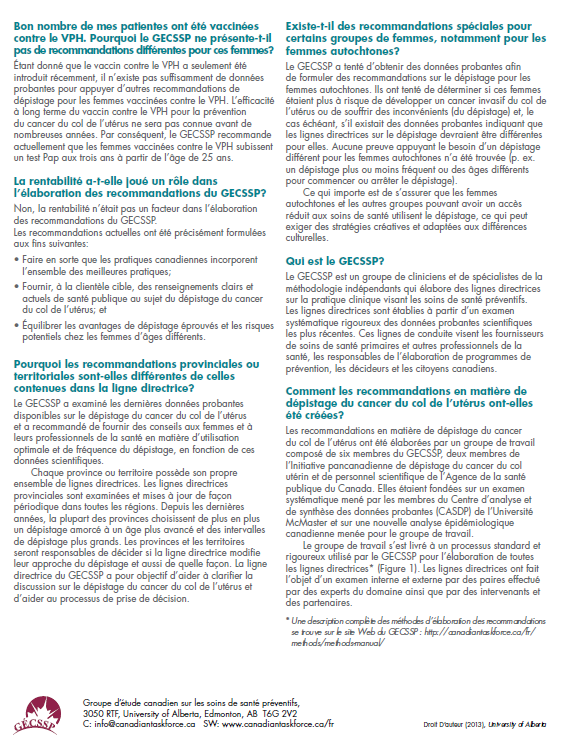 Bon nombre de mes patientes ont été vaccinées
contre le VPH. Pourquoi le GECSSP ne présente-t-il
pas de recommandations différentes pour ces femmes?
Étant donné que le vaccin contre le VPH a seulement été
introduit récemment, il n’existe pas suffisamment de données
probantes pour appuyer d’autres recommandations de
dépistage pour les femmes vaccinées contre le VPH. L’efficacité
à long terme du vaccin contre le VPH pour la prévention
du cancer du col de l’utérus ne sera pas connue avant de
nombreuses années. Par conséquent, le GECSSP recommande
actuellement que les femmes vaccinées contre le VPH subissent
un test Pap aux trois ans à partir de l’âge de 25 ans.
La rentabilité a-t-elle joué un rôle dans
l’élaboration des recommandations du GECSSP?
Non, la rentabilité n’était pas un facteur dans l’élaboration
des recommandations du GECSSP.
Les recommandations actuelles ont été précisément formulées
aux fins suivantes:
• Faire en sorte que les pratiques canadiennes incorporent
l’ensemble des meilleures pratiques;
• Fournir, à la clientèle cible, des renseignements clairs et
actuels de santé publique au sujet du dépistage du cancer
du col de l’utérus; et
• Équilibrer les avantages de dépistage éprouvés et les risques
potentiels chez les femmes d’âges différents.
Pourquoi les recommandations provinciales ou
territoriales sont-elles différentes de celles
contenues dans la ligne directrice?
Le GECSSP a examiné les dernières données probantes
disponibles sur le dépistage du cancer du col de l’utérus
et a recommandé de fournir des conseils aux femmes et à
leurs professionnels de la santé en matière d’utilisation
optimale et de fréquence du dépistage, en fonction de ces
données scientifiques.
Chaque province ou territoire possède son propre
ensemble de lignes directrices. Les lignes directrices
provinciales sont examinées et mises à jour de façon
périodique dans toutes les régions. Depuis les dernières
années, la plupart des provinces choisissent de plus en plus
un dépistage amorcé à un âge plus avancé et des intervalles
de dépistage plus grands. Les provinces et les territoires
seront responsables de décider si la ligne directrice modifie
leur approche du dépistage et aussi de quelle façon. La ligne
directrice du GECSSP a pour objectif d’aider à clarifier la
discussion sur le dépistage du cancer du col de l’utérus et
d’aider au processus de prise de décision.
Existe-t-il des recommandations spéciales pour
certains groupes de femmes, notamment pour les
femmes autochtones?
Le GECSSP a tenté d’obtenir des données probantes afin
de formuler des recommandations sur le dépistage pour les
femmes autochtones. Ils ont tenté de déterminer si ces femmes
étaient plus à risque de développer un cancer invasif du col de
l’utérus ou de souffrir des inconvénients (du dépistage) et, le
cas échéant, s’il existait des données probantes indiquant que
les lignes directrices sur le dépistage devraient être différentes
pour elles. Aucune preuve appuyant le besoin d’un dépistage
différent pour les femmes autochtones n’a été trouvée (p. ex.
un dépistage plus ou moins fréquent ou des âges différents
pour commencer ou arrêter le dépistage).
Ce qui importe est de s’assurer que les femmes
autochtones et les autres groupes pouvant avoir un accès
réduit aux soins de santé utilisent le dépistage, ce qui peut
exiger des stratégies créatives et adaptées aux différences
culturelles.
Qui est le GECSSP?
Le GECSSP est un groupe de cliniciens et de spécialistes de la
méthodologie indépendants qui élabore des lignes directrices
sur la pratique clinique visant les soins de santé préventifs.
Les lignes directrices sont établies à partir d’un examen
systématique rigoureux des données probantes scientifiques
les plus récentes. Ces lignes de conduite visent les fournisseurs
de soins de santé primaires et autres professionnels de la
santé, les responsables de l’élaboration de programmes de
prévention, les décideurs et les citoyens canadiens.
Comment les recommandations en matière de
dépistage du cancer du col de l’utérus ont-elles
été créées?
Les recommandations en matière de dépistage du cancer
du col de l’utérus ont été élaborées par un groupe de travail
composé de six membres du GECSSP, deux membres de
l’Initiative pancanadienne de dépistage du cancer du col
utérin et de personnel scientifique de l’Agence de la santé
publique du Canada. Elles étaient fondées sur un examen
systématique mené par les membres du Centre d’analyse et
de synthèse des données probantes (CASDP) de l’Université
McMaster et sur une nouvelle analyse épidémiologique
canadienne menée pour le groupe de travail.
Le groupe de travail s’est livré à un processus standard et
rigoureux utilisé par le GECSSP pour l’élaboration de toutes
les lignes directrices* (Figure 1). Les lignes directrices ont fait
l’objet d’un examen interne et externe par des paires effectué
par des experts du domaine ainsi que par des intervenants et
des partenaires.
* Une description complète des méthodes d’élaboration des recommandations
se trouve sur le site Web du GECSSP : http://canadiantaskforce.ca/fr/
methods/methods-manual/
GECSSP
Groupe d’étude canadien sur les soins de santé préventifs,
3050 RTF, University of Alberta, Edmonton, AB T6G 2V2
C: info@canadiantaskforce.ca SW: www.canadiantaskforce.ca/fr
Droit D’auteur (2013), University of Alberta